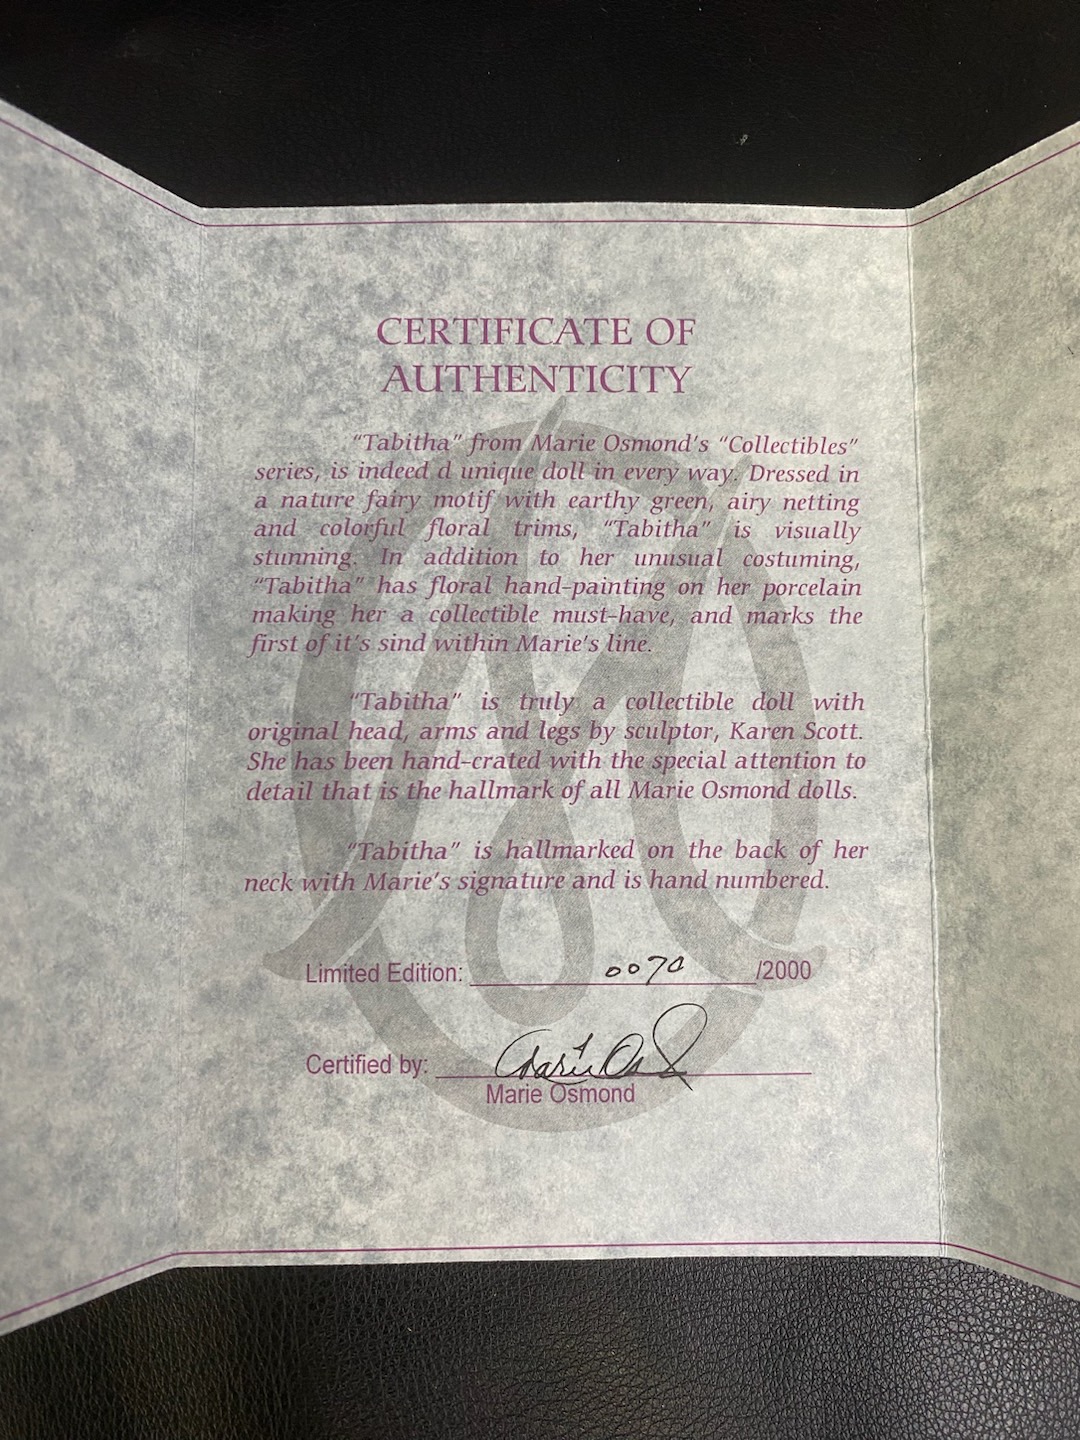 CERTIFICATE OF
AUTHENTICITY
"Tabitha" from Marie Osmond's "Collectibles"
series, is indeed d unique doll in every way. Dressed in
a nature fairy motif with earthy green, airy netting
and colorful floral trims, "Tabitha" is visually
stunning. In addition to her unusual costuming,
"Tabitha" has floral hand-painting on her porcelain
making her a collectible must-have, and marks the
first of it's sind within Marie's line.
"Tabitha" is truly a collectible doll with
original head, arms and legs by sculptor, Karen Scott.
She has been hand-crated with the special attention to
detail that is the hallmark of all Marie Osmond dolls.
"Tabitha" is hallmarked on the back of her
neck with Marie's signature and is hand numbered.
Limited Edition: 0070 /2000
Certified by: Marie Osmond
Marie Osmond